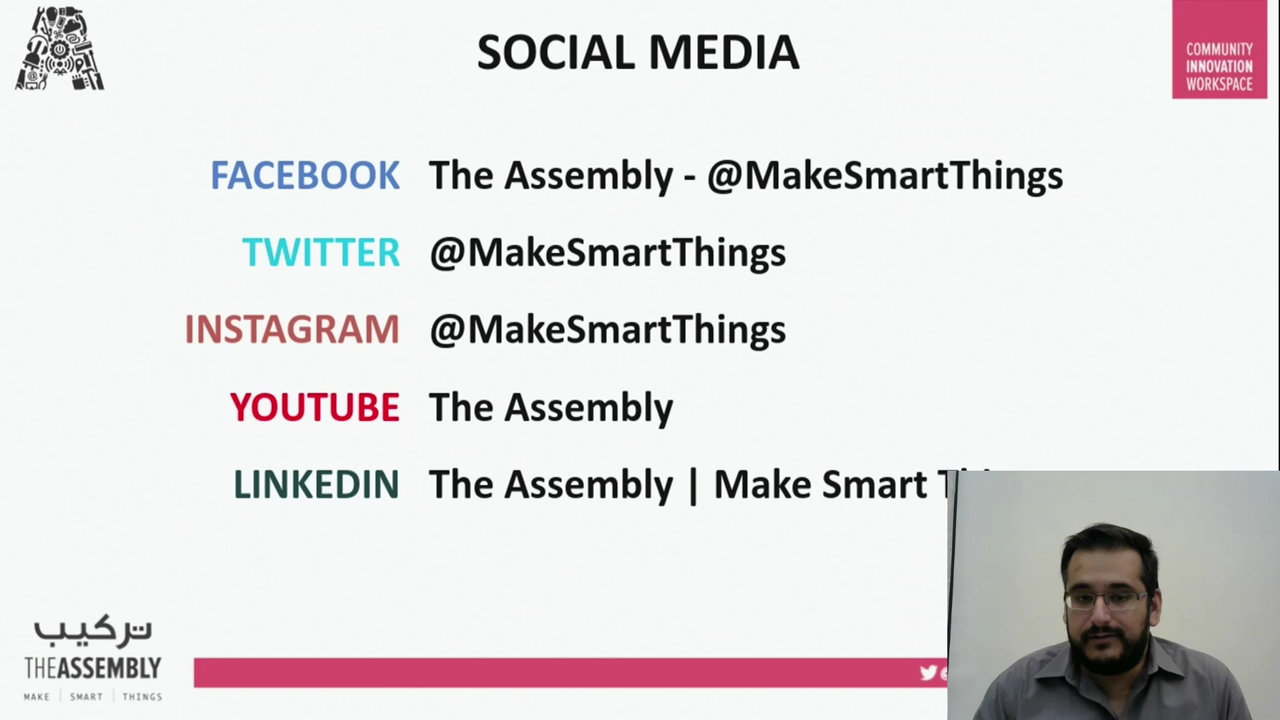 SOCIAL MEDIA
COMMUNITY
INNOVATION
WORKSPACE
FACEBOOK The Assembly - @MakeSmartThings
TWITTER @MakeSmartThings
INSTAGRAM @MakeSmartThings
YOUTUBE The Assembly
LINKEDIN The Assembly | Make Smart
تركيب
THEASSEMBLY
MAKE | SMART | THINGS